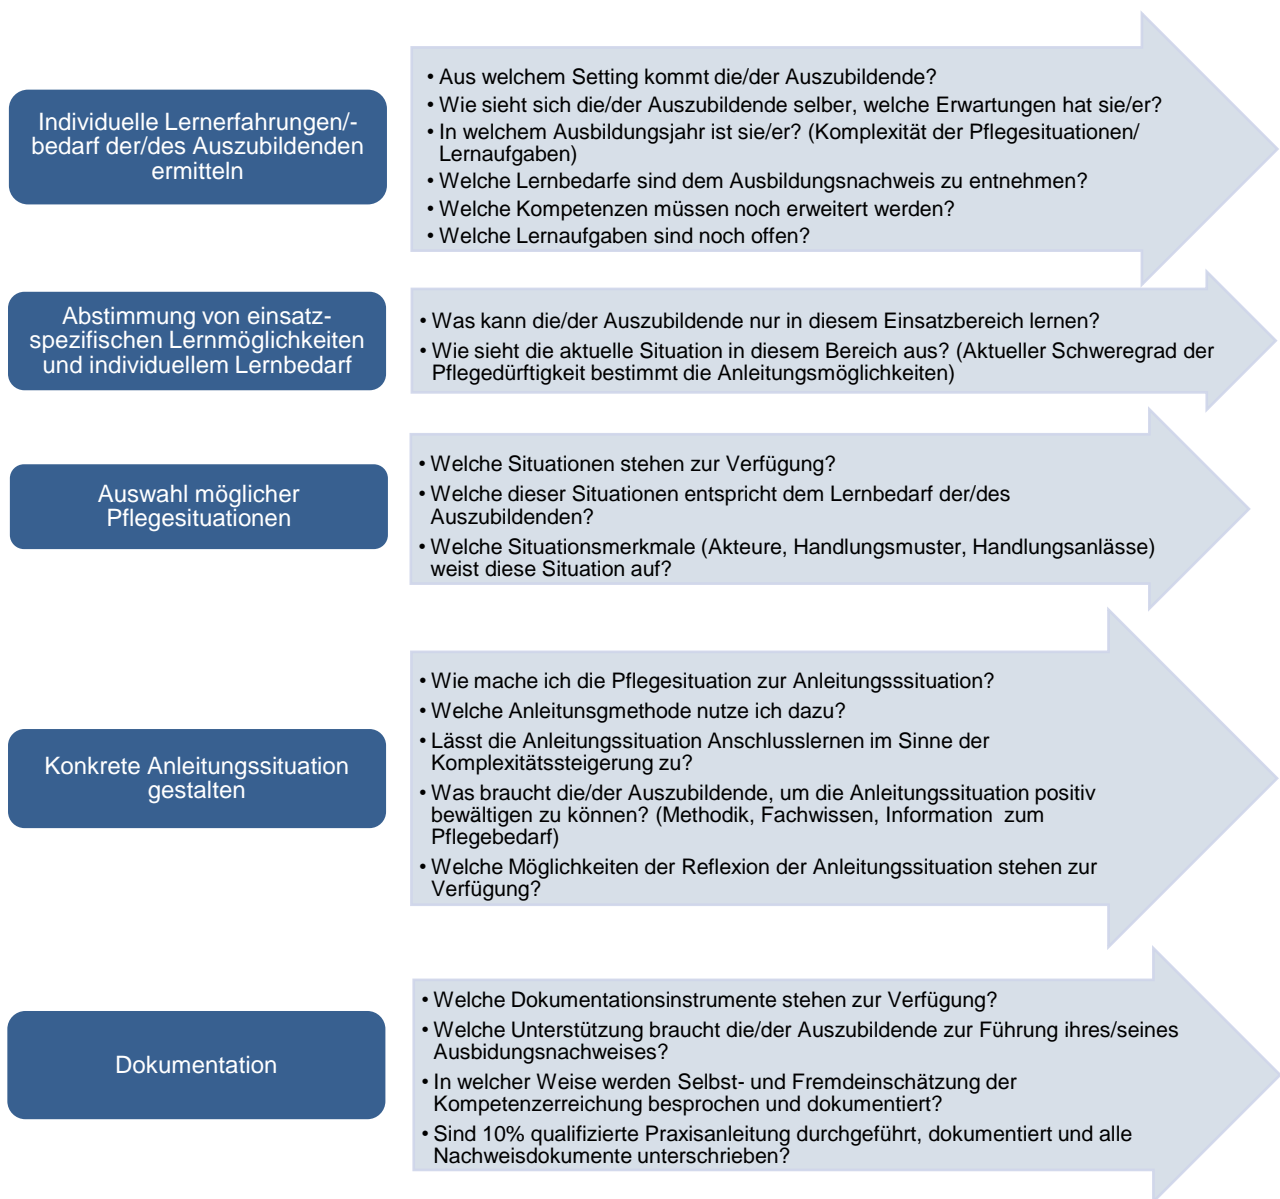 Individuelle Lernerfahrungen/-
bedarf der/des Auszubildenden
ermitteln
• Aus welchem Setting kommt die/der Auszubildende?
• Wie sieht sich die/der Auszubildende selber, welche Erwartungen hat sie/er?
• In welchem Ausbildungsjahr ist sie/er? (Komplexität der Pflegesituationen/
Lernaufgaben)
• Welche Lernbedarfe sind dem Ausbildungsnachweis zu entnehmen?
• Welche Kompetenzen müssen noch erweitert werden?
• Welche Lernaufgaben sind noch offen?
Abstimmung von einsatz-
spezifischen Lernmöglichkeiten
und individuellem Lernbedarf
• Was kann die/der Auszubildende nur in diesem Einsatzbereich lernen?
• Wie sieht die aktuelle Situation in diesem Bereich aus? (Aktueller Schweregrad der
Pflegedürftigkeit bestimmt die Anleitungsmöglichkeiten)
Auswahl möglicher
Pflegesituationen
• Welche Situationen stehen zur Verfügung?
• Welche dieser Situationen entspricht dem Lernbedarf der/des
Auszubildenden?
• Welche Situationsmerkmale (Akteure, Handlungsmuster, Handlungsanlässe)
weist diese Situation auf?
Konkrete Anleitungssituation
gestalten
• Wie mache ich die Pflegesituation zur Anleitungsssituation?
• Welche Anleitunsgmethode nutze ich dazu?
• Lässt die Anleitungssituation Anschlusslernen im Sinne der
Komplexitätssteigerung zu?
• Was braucht die/der Auszubildende, um die Anleitungssituation positiv
bewältigen zu können? (Methodik, Fachwissen, Information zum
Pflegebedarf)
• Welche Möglichkeiten der Reflexion der Anleitungssituation stehen zur
Verfügung?
Dokumentation
• Welche Dokumentationsinstrumente stehen zur Verfügung?
• Welche Unterstützung braucht die/der Auszubildende zur Führung ihres/seines
Ausbidungsnachweises?
• In welcher Weise werden Selbst- und Fremdeinschätzung der
Kompetenzerreichung besprochen und dokumentiert?
• Sind 10% qualifizierte Praxisanleitung durchgeführt, dokumentiert und alle
Nachweisdokumente unterschrieben?